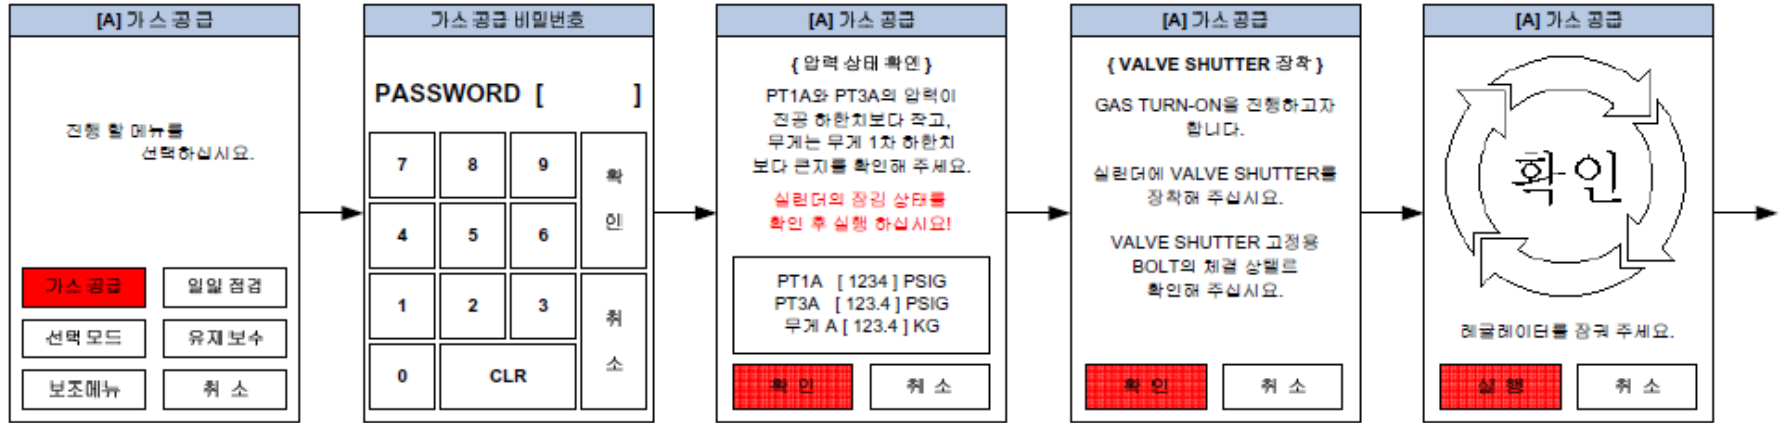 [A] 가스 공급
진행 할 메뉴를
선택하십시요.
가스 공급
일일 점검
선택 모드
유지 보수
보조메뉴
취 소
가스 공급 비밀번호
PASSWORD [ ]
7 8 9
확
인
4 5 6
1 2 3
취
소
0 CLR
[A] 가스 공급
{ 압력 상태 확인 }
PT1A와 PT3A의 압력이
진공 하한치보다 작고,
무게는 무게 1차 하한치
보다 큰지를 확인해 주세요.
실린더의 잠김 상태를
확인 후 실행 하십시요!
PT1A [ 1234 ] PSIG
PT3A [ 123.4 ] PSIG
무게 A [ 123.4 ] KG
확 인
취 소
[A] 가스 공급
{ VALVE SHUTTER 장착 }
GAS TURN-ON을 진행하고자
합니다.
실린더에 VALVE SHUTTER를
장착해 주십시요.
VALVE SHUTTER 고정용
BOLT의 체결 상탤르
확인해 주십시요.
확 인
취 소
[A] 가스 공급
확 인
레귤레이터를 잠궈 주세요.
실 행
취 소